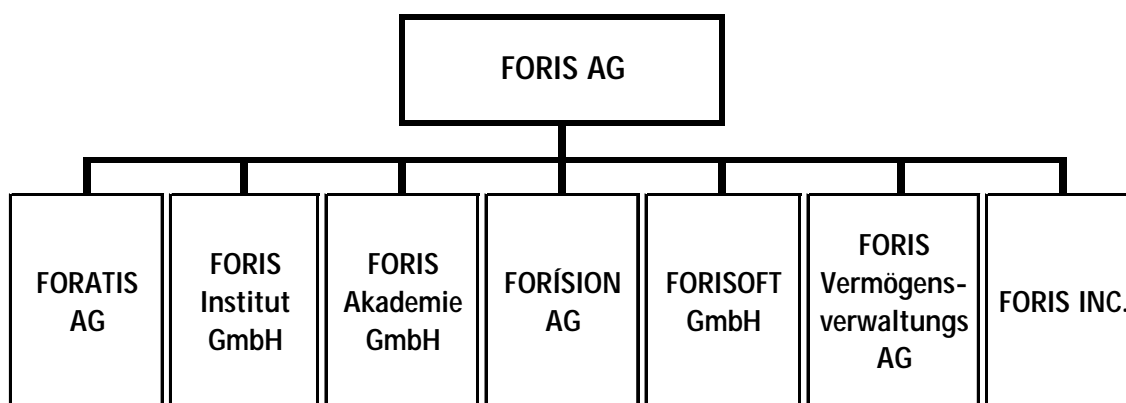 FORIS AG
FORATIS
AG
FORIS
Institut
GmbH
FORIS
Akademie
GmbH
FORÍSION
AG
FORISOFT
GmbH
FORIS
Vermögens-
verwaltungs
AG
FORIS INC.